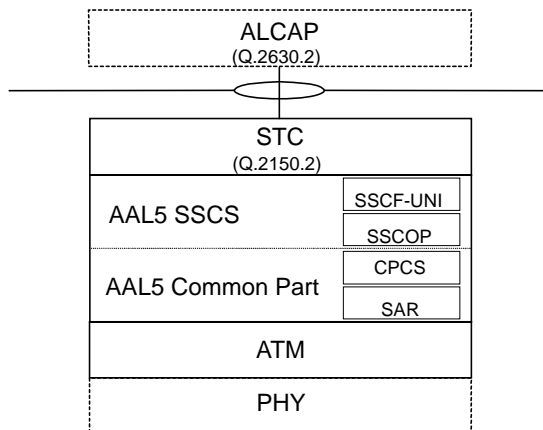 ALCAP
(Q.2630.2)
STC
(Q.2150.2)
AAL5 SSCS
SSCF-UNI
SSCOP
AAL5 Common Part
CPCS
SAR
ATM
PHY